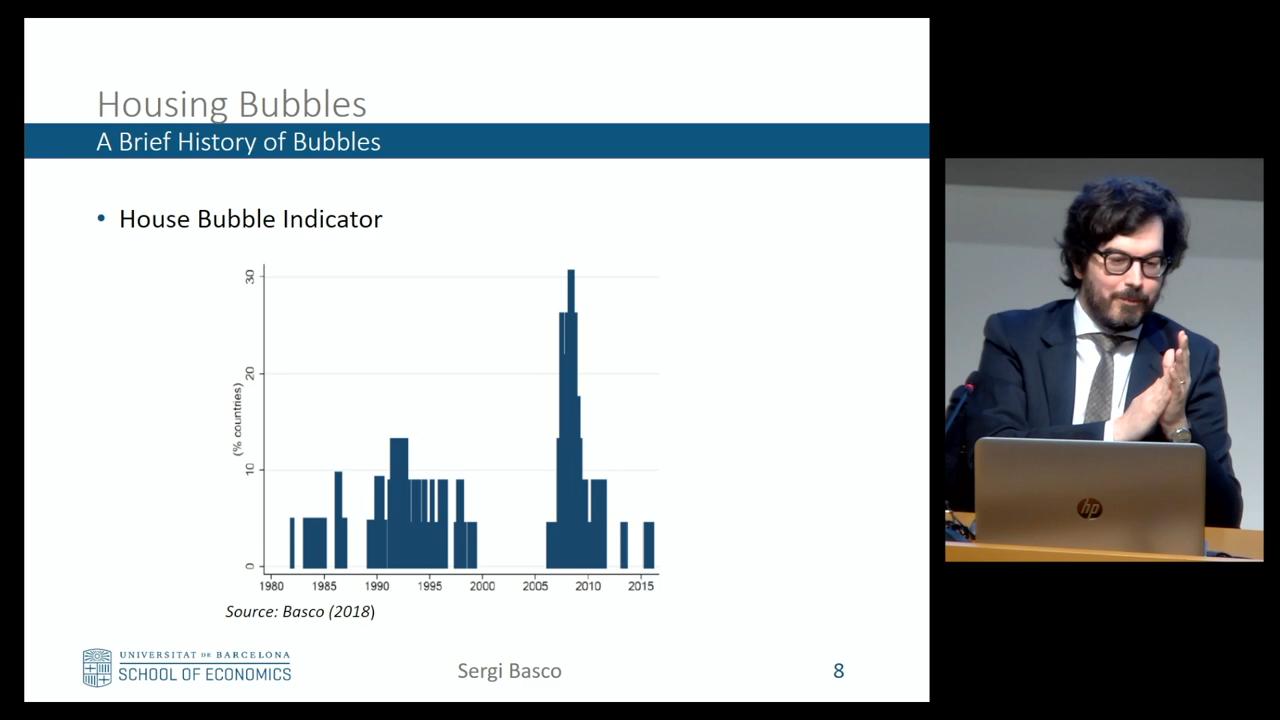 Housing Bubbles
A Brief History of Bubbles
• House Bubble Indicator
30
20
10
0
(% countries)
1980 1985 1990 1995 2000 2005 2010 2015
Source: Basco (2018)
UNIVERSITAT DE BARCELONA
SCHOOL OF ECONOMICS
Sergi Basco
8
hp